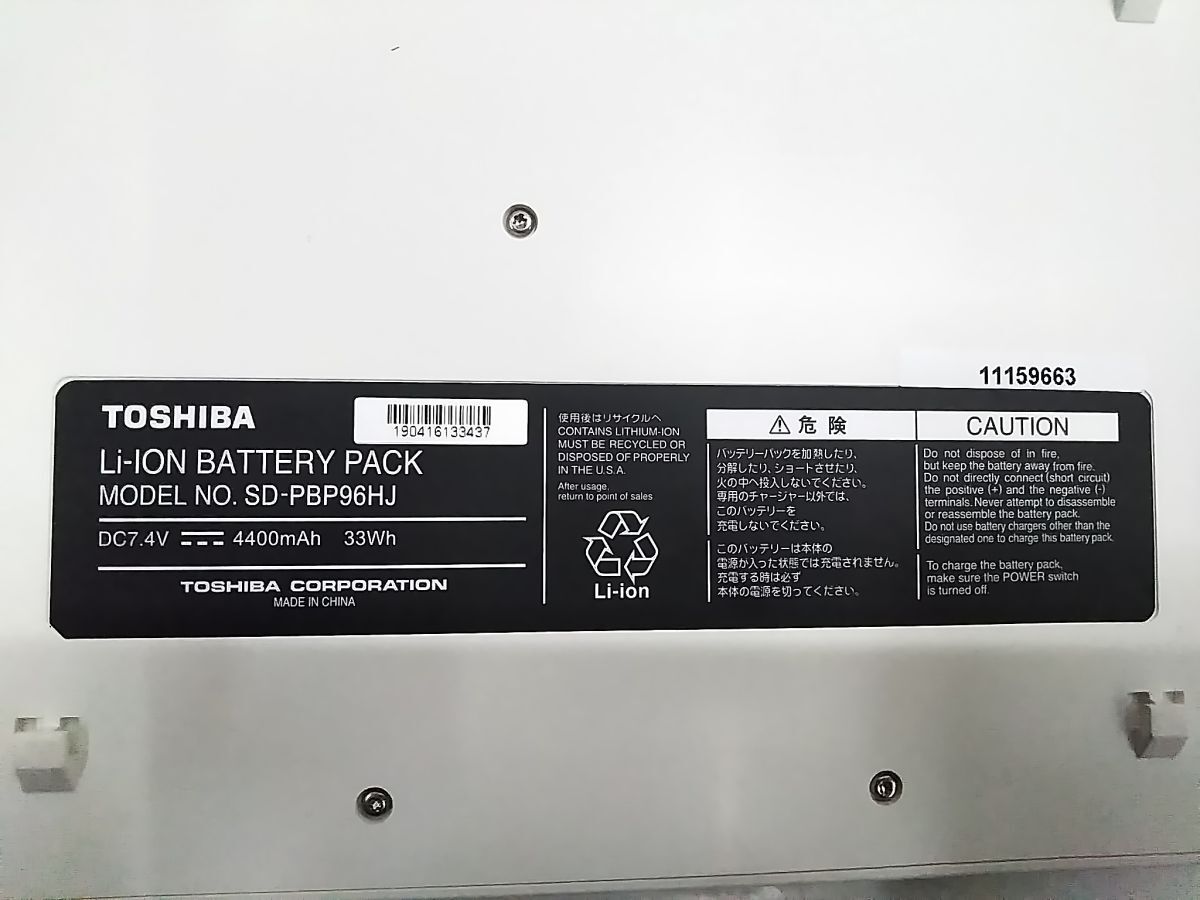 11159663
TOSHIBA
190416133437
Li-ION BATTERY PACK
MODEL NO. SD-PBP96HJ
DC7.4V 4400mAh 33Wh
TOSHIBA CORPORATION
MADE IN CHINA
使用後はリサイクルへ
CONTAINS LITHIUM-ION
MUST BE RECYCLED OR
DISPOSED OF PROPERLY
IN THE U.S.A.
After usage,
return to point of sales
Li-ion
⚠危険
バッテリーパックを加熱したり、
分解したり、ショートさせたり、
火の中へ投入しないでください。
専用のチャージャー以外では、
このバッテリーを
充電しないでください。
このバッテリーは本体の
電源が入った状態では充電されません。
充電する時は必ず
本体の電源を切ってください。
CAUTION
Do not dispose of in fire,
but keep the battery away from fire.
Do not directly connect (short circuit)
the positive (+) and the negative (-)
terminals. Never attempt to disassemble
or reassemble the battery pack.
Do not use battery chargers other than the
designated one to charge this battery pack.
To charge the battery pack,
make sure the POWER switch
is turned off.